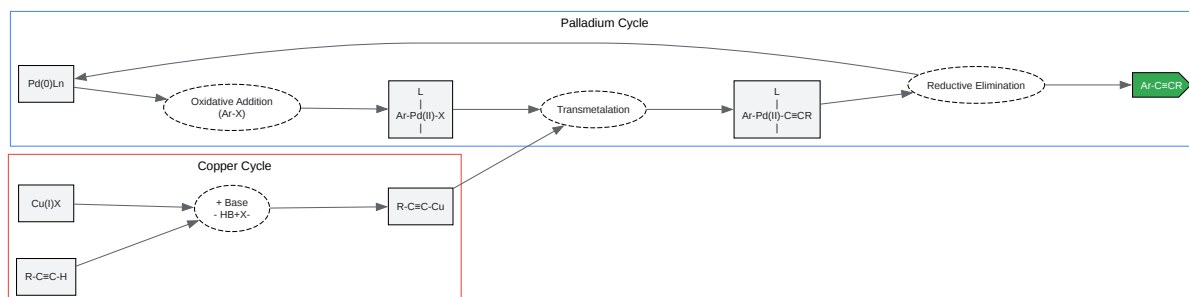 Palladium Cycle
Pd(0)Ln
Oxidative Addition
(Ar-X)
L
|
Ar-Pd(II)-X
|
Transmetalation
L
|
Ar-Pd(II)-C≡CR
|
Reductive Elimination
Ar-C≡CR
Copper Cycle
Cu(I)X
+ Base
- HB+X-
R-C≡C-Cu
R-C≡C-H